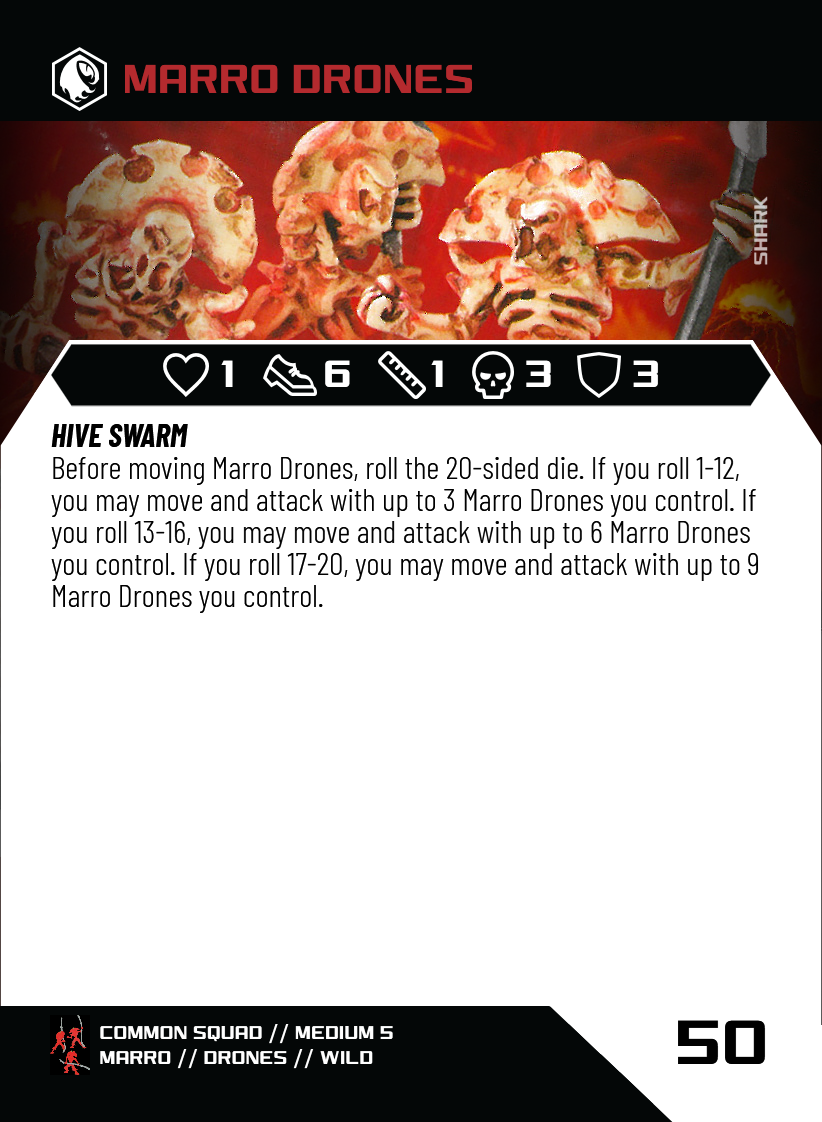 MARRO DRONES
SHARK
1 6 1 3 3
HIVE SWARM
Before moving Marro Drones, roll the 20-sided die. If you roll 1-12,
you may move and attack with up to 3 Marro Drones you control. If
you roll 13-16, you may move and attack with up to 6 Marro Drones
you control. If you roll 17-20, you may move and attack with up to 9
Marro Drones you control.
COMMON SQUAD // MEDIUM 5
MARRO // DRONES // WILD
50